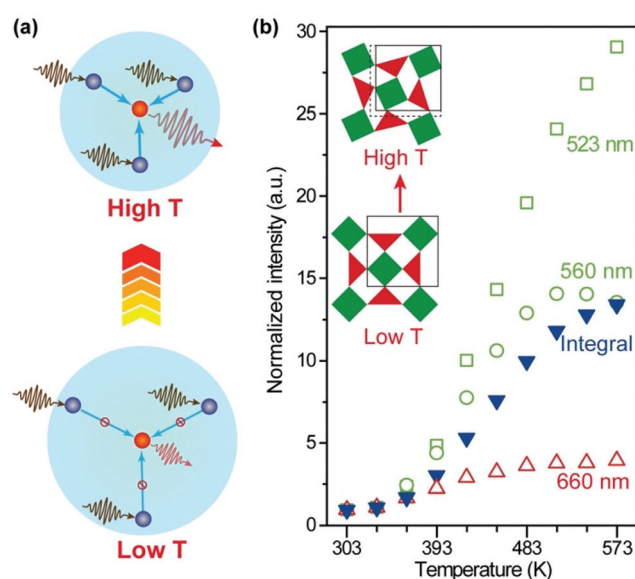 (a)
High T
Low T
(b)
Normalized intensity (a.u.)
30
25
20
15
10
5
0
High T
Low T
523 nm
560 nm
Integral
660 nm
303
393
483
573
Temperature (K)